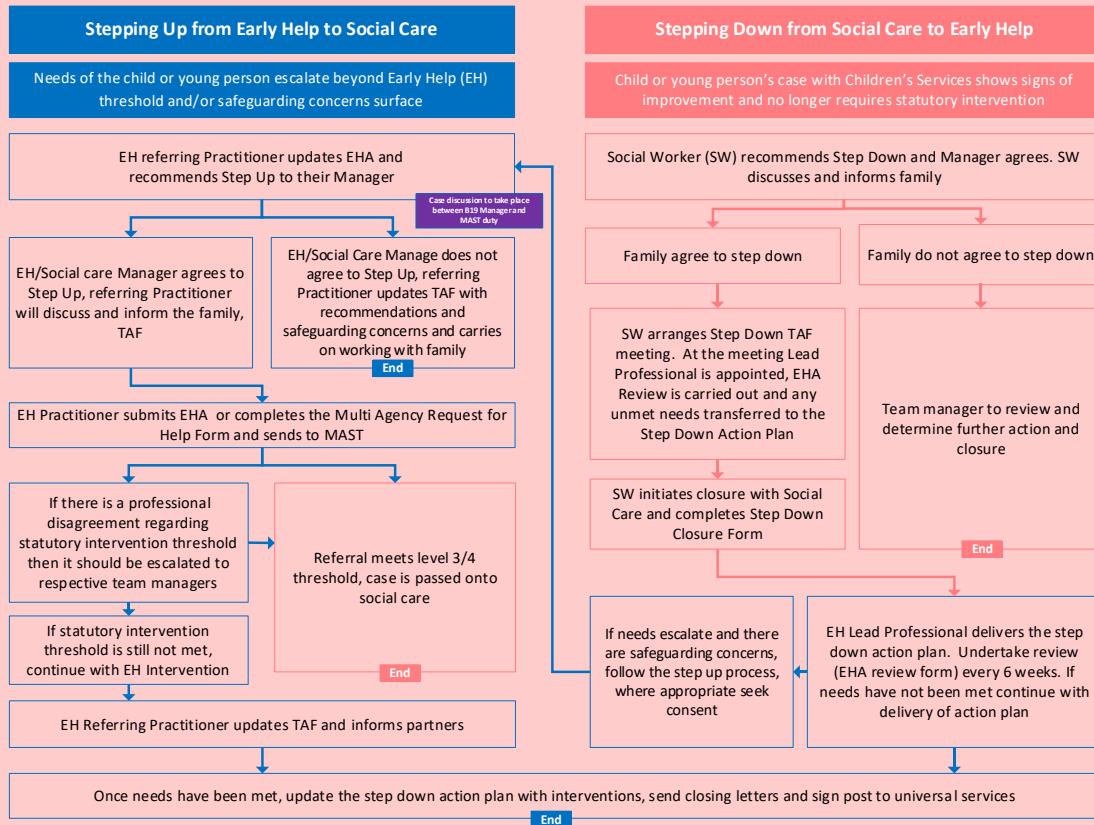 Stepping Up from Early Help to Social Care
Needs of the child or young person escalate beyond Early Help (EH)
threshold and/or safeguarding concerns surface
EH referring Practitioner updates EHA and
recommends Step Up to their Manager
Case discussion to take place
between B19 Manager and
MAST duty
EH/Social care Manager agrees to
Step Up, referring Practitioner
will discuss and inform the family,
TAF
EH/Social Care Manage does not
agree to Step Up, referring
Practitioner updates TAF with
recommendations and
safeguarding concerns and carries
on working with family
End
EH Practitioner submits EHA or completes the Multi Agency Request for
Help Form and sends to MAST
If there is a professional
disagreement regarding
statutory intervention threshold
then it should be escalated to
respective team managers
Referral meets level 3/4
threshold, case is passed onto
social care
End
If statutory intervention
threshold is still not met,
continue with EH Intervention
EH Referring Practitioner updates TAF and informs partners
Stepping Down from Social Care to Early Help
Child or young person's case with Children's Services shows signs of
improvement and no longer requires statutory intervention
Social Worker (SW) recommends Step Down and Manager agrees. SW
discusses and informs family
Family agree to step down
Family do not agree to step down
SW arranges Step Down TAF
meeting. At the meeting Lead
Professional is appointed, EHA
Review is carried out and any
unmet needs transferred to the
Step Down Action Plan
Team manager to review and
determine further action and
closure
End
SW initiates closure with Social
Care and completes Step Down
Closure Form
If needs escalate and there
are safeguarding concerns,
follow the step up process,
where appropriate seek
consent
EH Lead Professional delivers the step
down action plan. Undertake review
(EHA review form) every 6 weeks. If
needs have not been met continue with
delivery of action plan
Once needs have been met, update the step down action plan with interventions, send closing letters and sign post to universal services
End